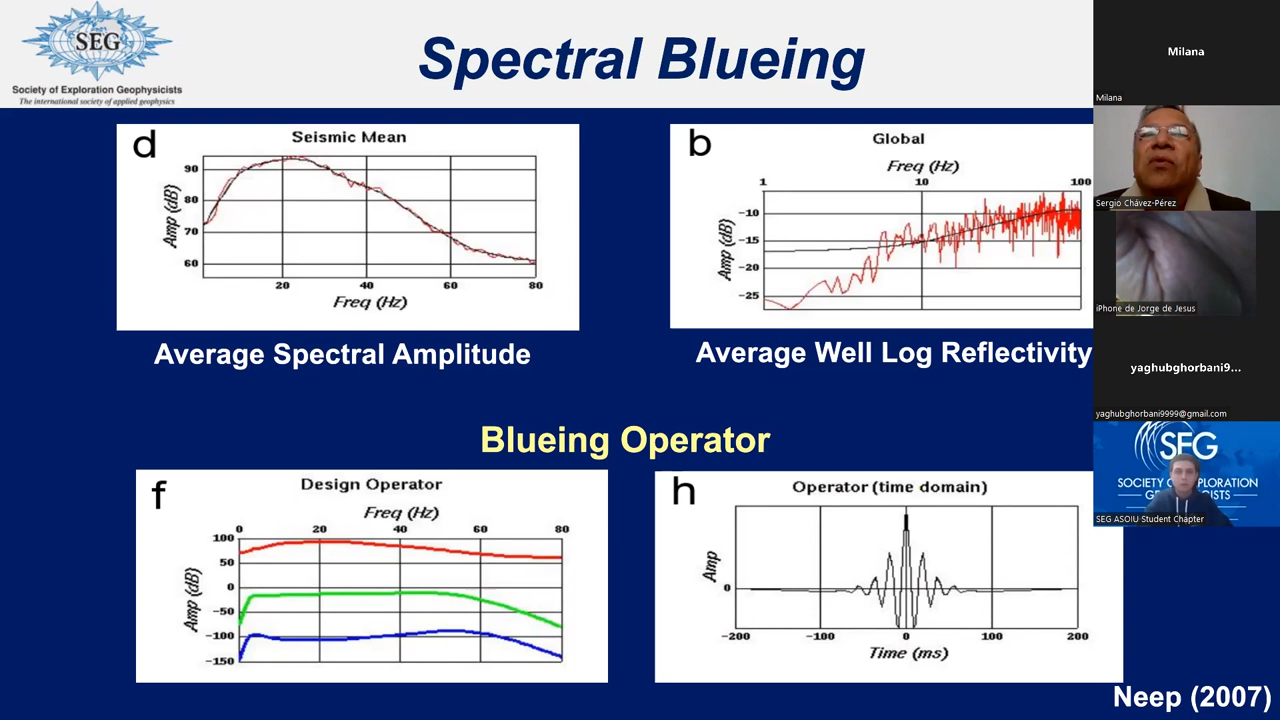 SEG
Society of Exploration Geophysicists
The international society of applied geophysics
Spectral Blueing
d
Seismic Mean
90
80
70
60
Amp (dB)
20 40 60 80
Freq (Hz)
Average Spectral Amplitude
b
Global
Freq (Hz)
1 10 100
-10
-15
-20
-25
Amp (dB)
Average Well Log Reflectivity
Blueing Operator
f
Design Operator
Freq (Hz)
0 20 40 60 80
100
50
0
-50
-100
-150
Amp (dB)
h
Operator (time domain)
Amp
0
-200 -100 0 100 200
Time (ms)
Neep (2007)
Milana
Milana
Sergio Chávez-Pérez
iPhone de Jorge de Jesus
yaghubghorbani9...
yaghubghorbani9999@gmail.com
SEG
SOCIETY OF EXPLORATION
GEOPHYSICISTS
SEG ASOIU Student Chapter